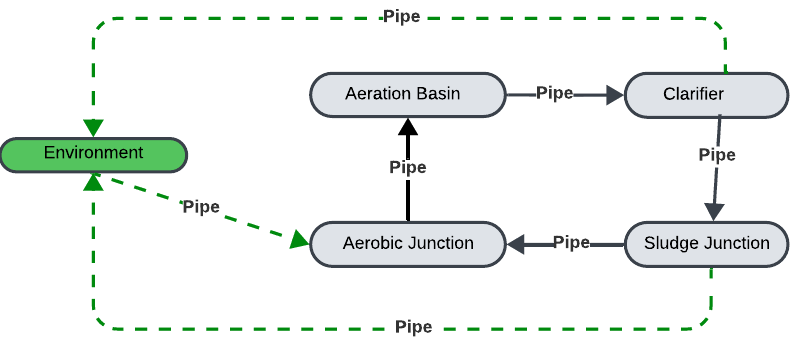 Pipe
Aeration Basin
Pipe
Clarifier
Environment
Pipe
Pipe
Pipe
Aerobic Junction
Pipe
Sludge Junction
Pipe